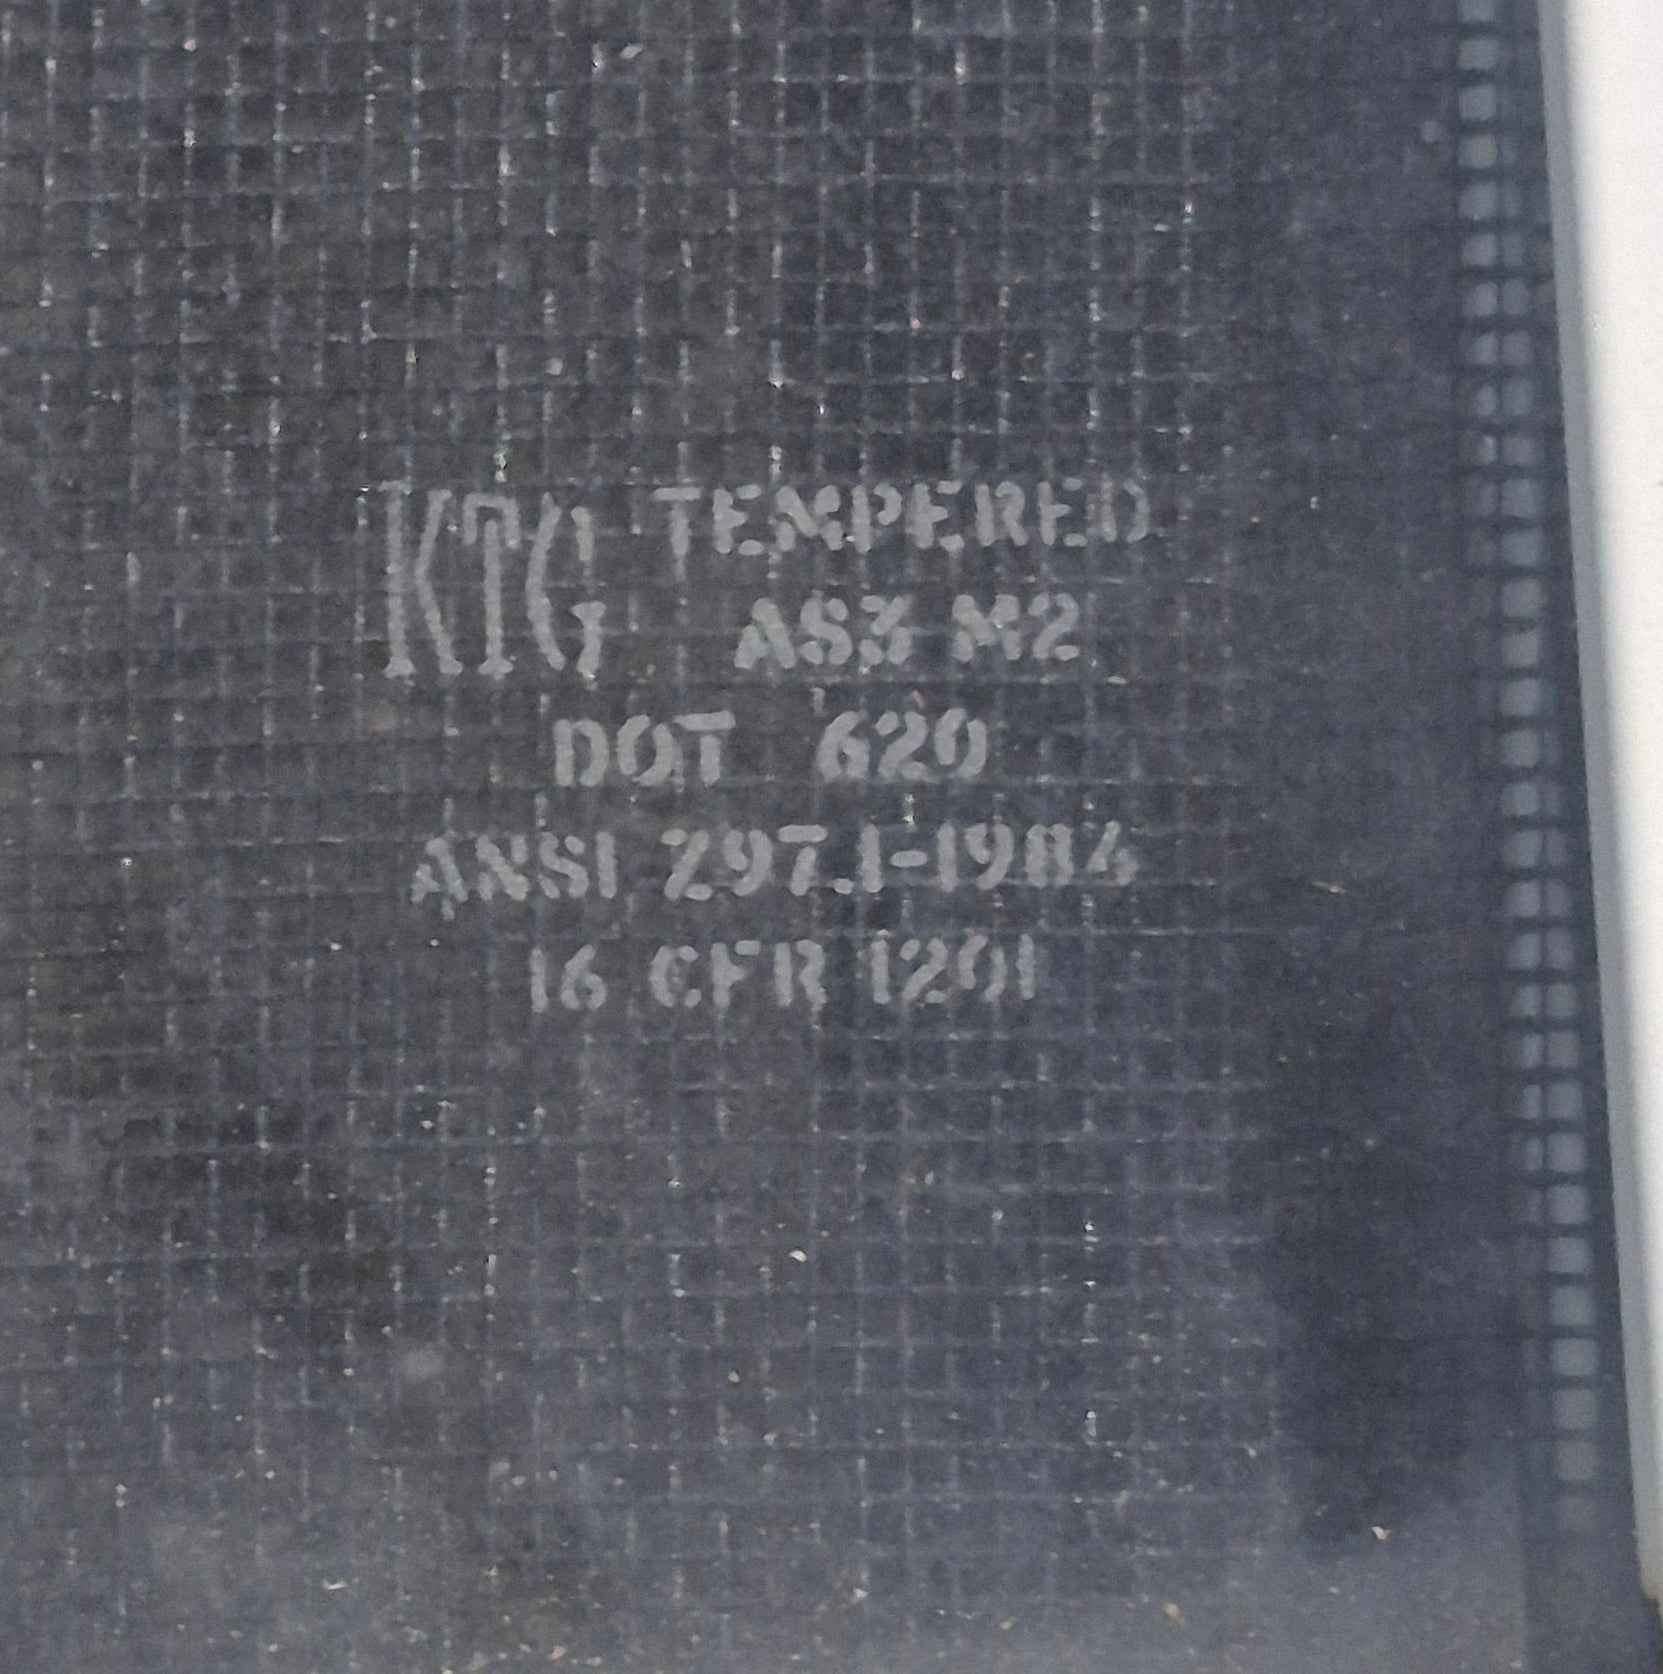 KTG TEMPERED
AS3 M2
DOT 620
ANSI Z97.1-1984
16 CFR 1201